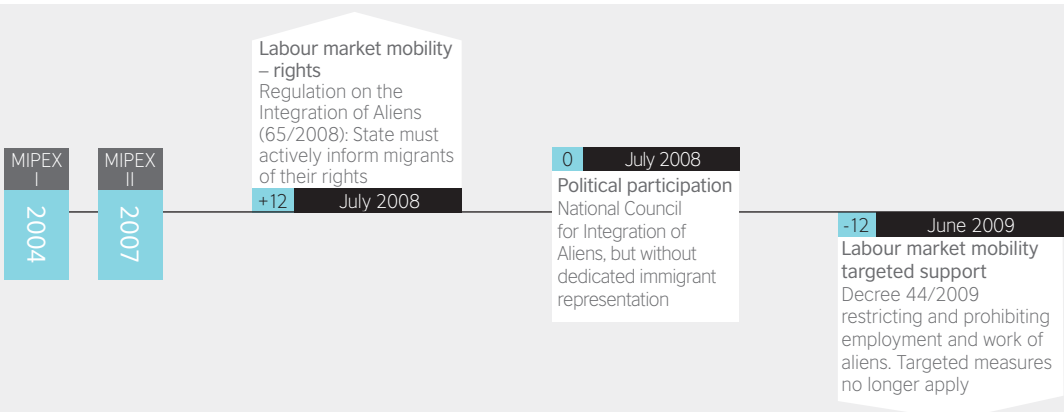 MIPEX
I
2004
MIPEX
II
2007
Labour market mobility
– rights
Regulation on the
Integration of Aliens
(65/2008): State must
actively inform migrants
of their rights
+12 July 2008
0 July 2008
Political participation
National Council
for Integration of
Aliens, but without
dedicated immigrant
representation
-12 June 2009
Labour market mobility
targeted support
Decree 44/2009
restricting and prohibiting
employment and work of
aliens. Targeted measures
no longer apply